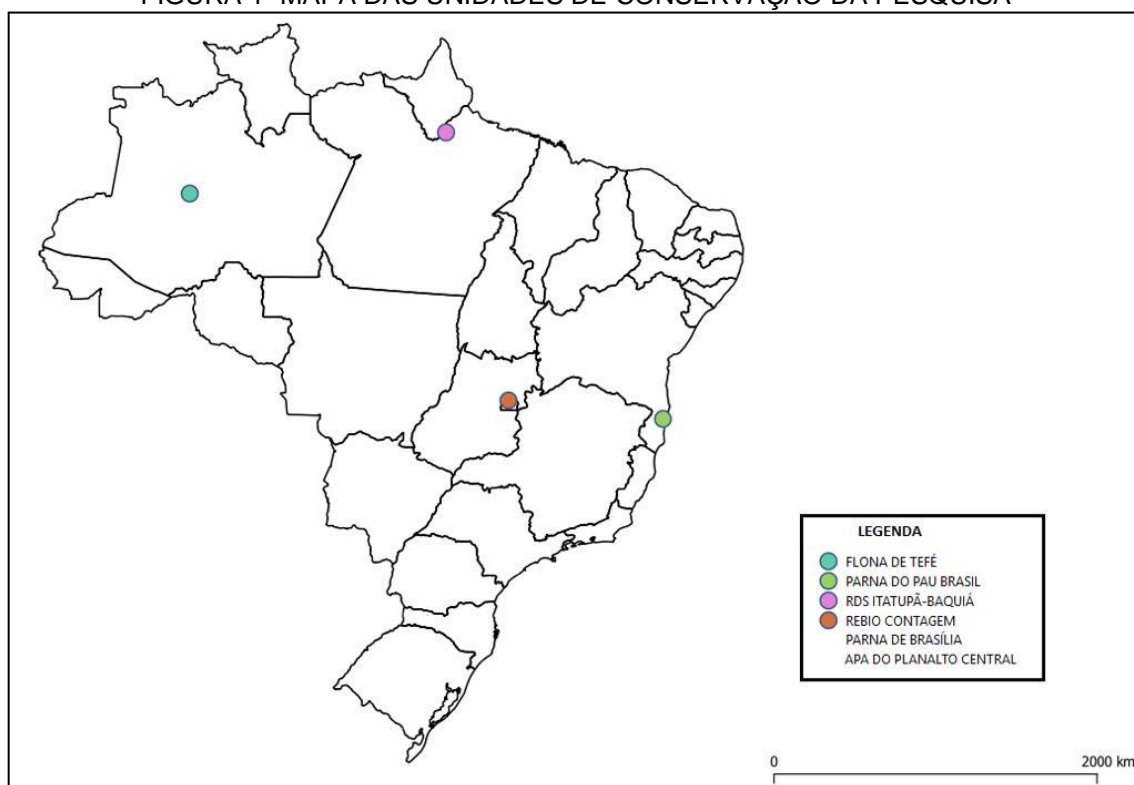 FIGURA 1- MAPA DAS UNIDADES DE CONSERVAÇÃO DA PESQUISA
LEGENDA
FLONA DE TEFÉ
PARNA DO PAU BRASIL
RDS ITATUPÃ-BAQUIÁ
REBIO CONTAGEM
PARNA DE BRASÍLIA
APA DO PLANALTO CENTRAL
0 2000 km